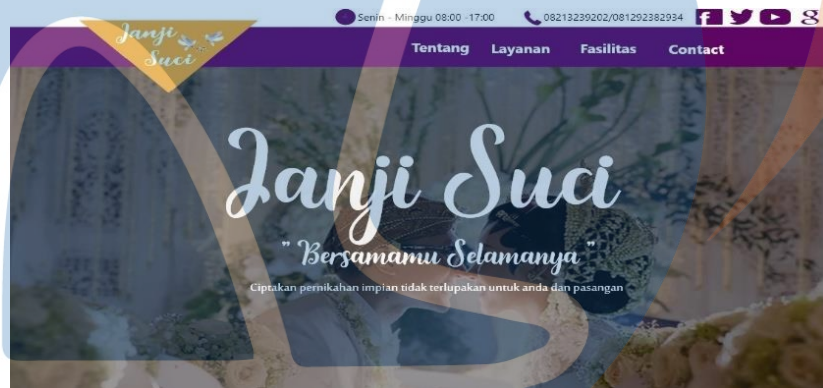 Senin - Minggu 08:00 -17:00 08213239202/081292382934
Janji
Suci
Tentang Layanan Fasilitas Contact
Janji Suci
" Bersamamu Selamanya "
Ciptakan pernikahan impian tidak terlupakan untuk anda dan pasangan